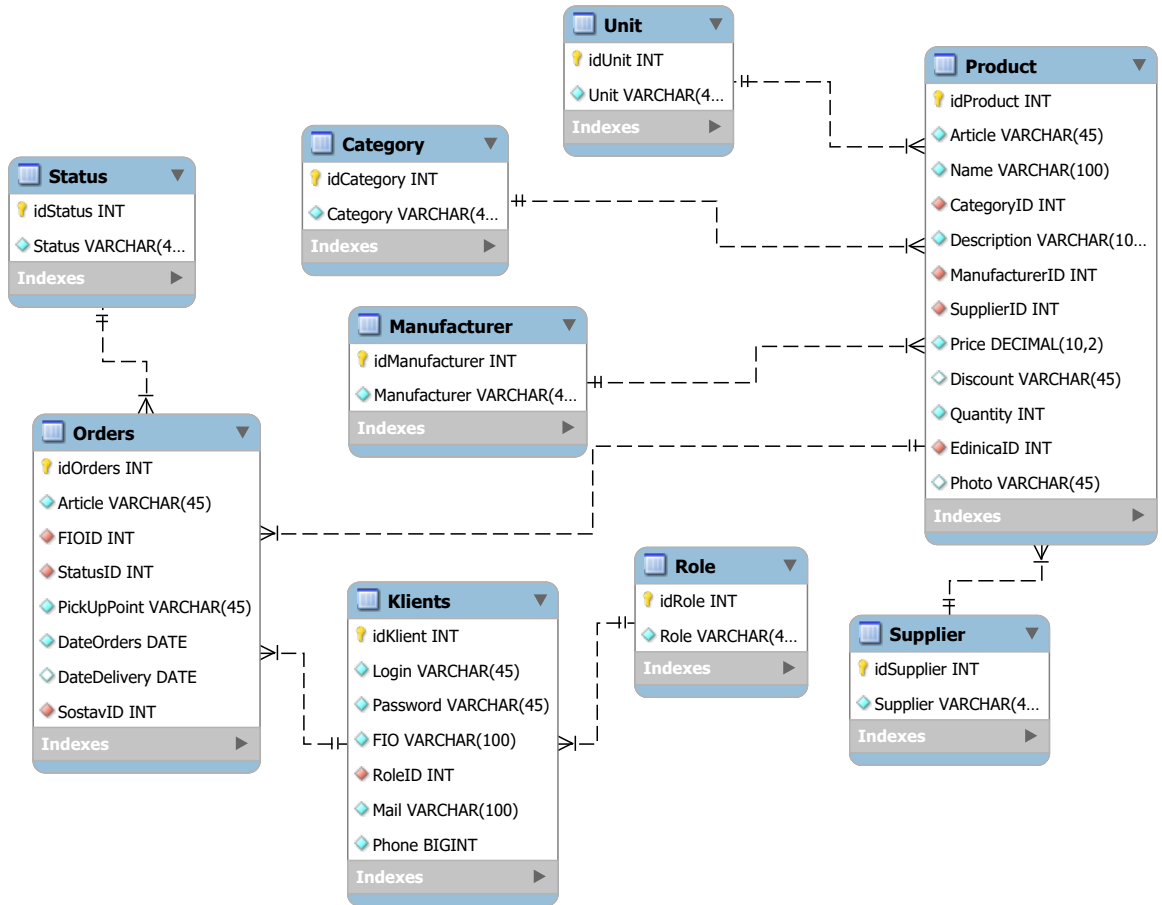 Unit
idUnit INT
Unit VARCHAR(4...
Indexes
Product
idProduct INT
Article VARCHAR(45)
Name VARCHAR(100)
CategoryID INT
Description VARCHAR(10...
ManufacturerID INT
SupplierID INT
Price DECIMAL(10,2)
Discount VARCHAR(45)
Quantity INT
EdinicaID INT
Photo VARCHAR(45)
Indexes
Category
idCategory INT
Category VARCHAR(4...
Indexes
Status
idStatus INT
Status VARCHAR(4...
Indexes
Manufacturer
idManufacturer INT
Manufacturer VARCHAR(4...
Indexes
Orders
idOrders INT
Article VARCHAR(45)
FIOID INT
StatusID INT
PickUpPoint VARCHAR(45)
DateOrders DATE
DateDelivery DATE
SostavID INT
Indexes
Klients
idKlient INT
Login VARCHAR(45)
Password VARCHAR(45)
FIO VARCHAR(100)
RoleID INT
Mail VARCHAR(100)
Phone BIGINT
Indexes
Role
idRole INT
Role VARCHAR(4...
Indexes
Supplier
idSupplier INT
Supplier VARCHAR(4...
Indexes